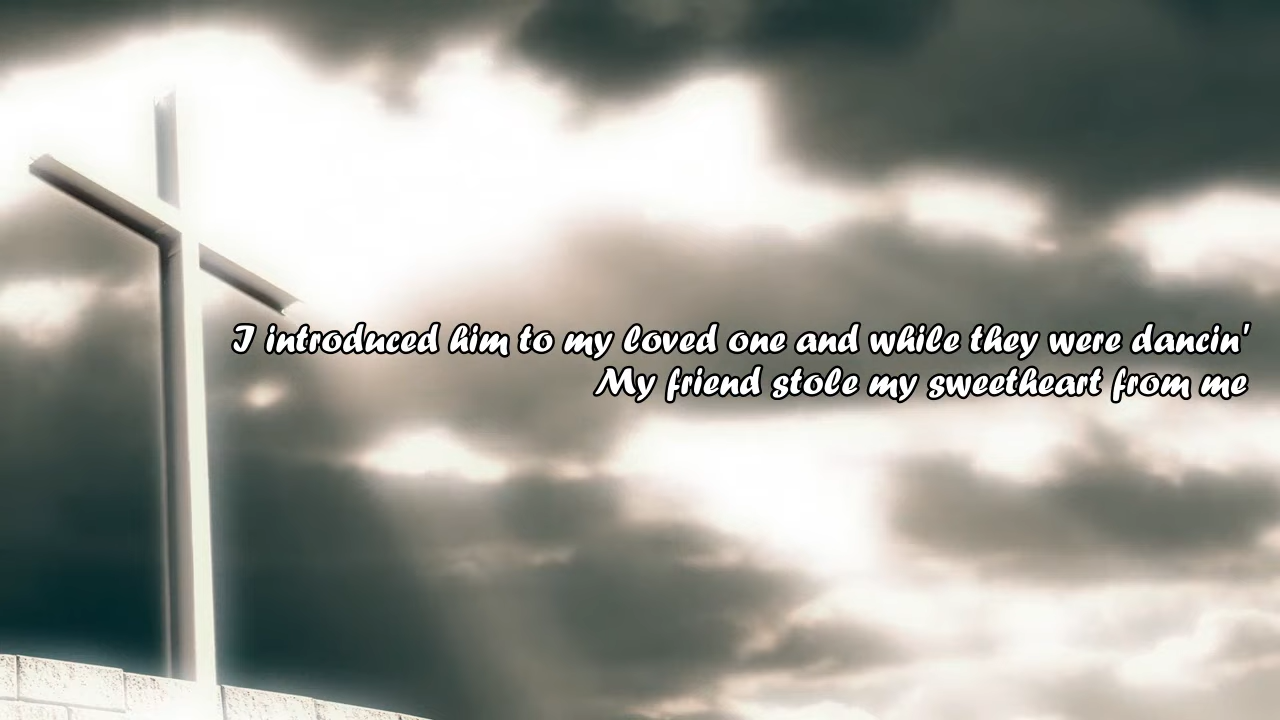 I introduced him to my loved one and while they were dancin'
My friend stole my sweetheart from me